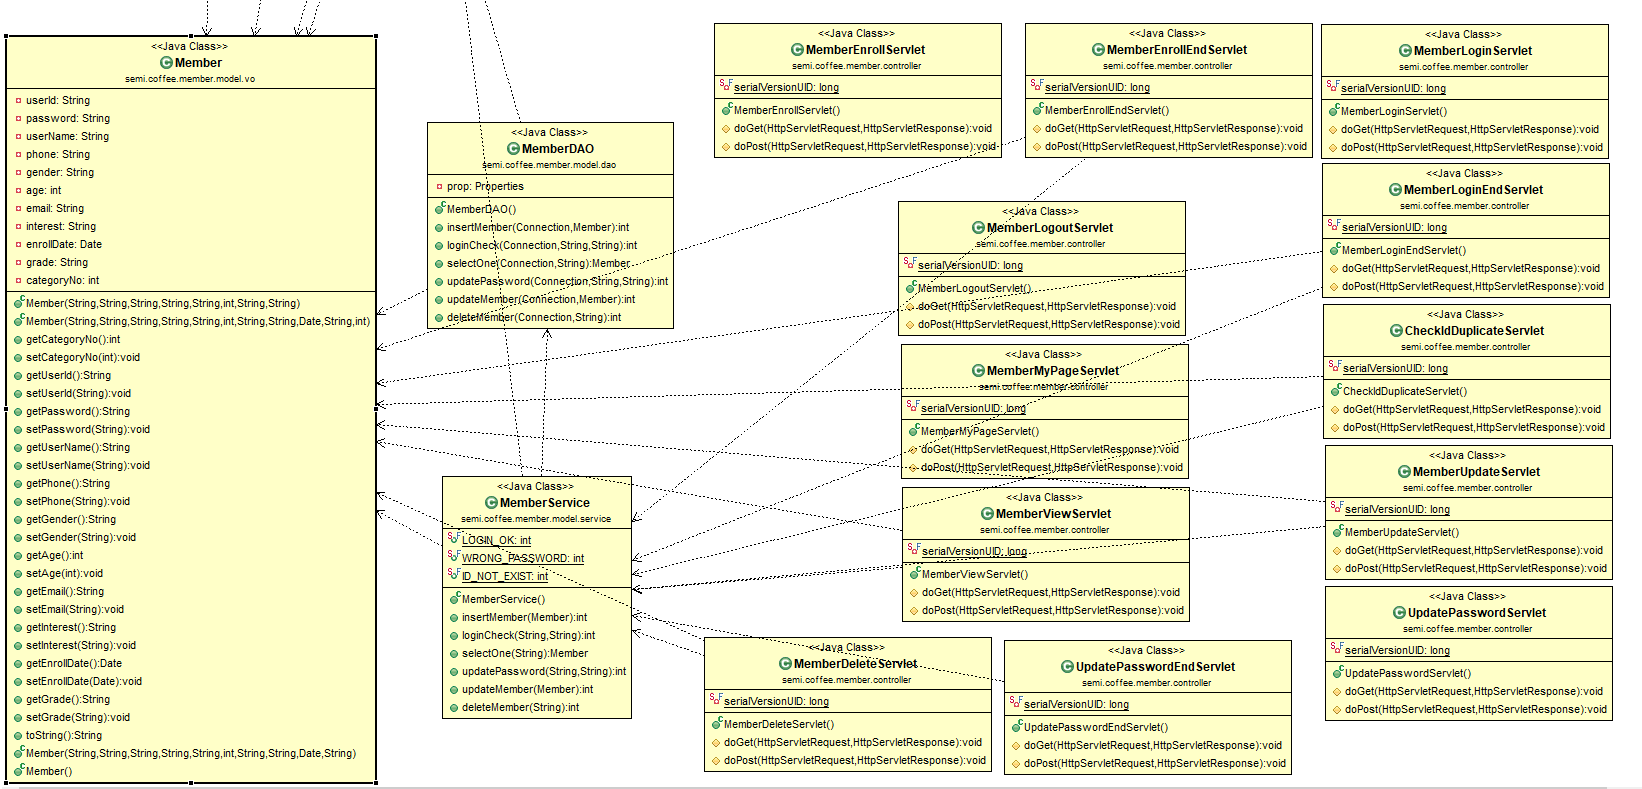 <<Java Class>>
Member
semi.coffee.member.model.vo
userId: String
password: String
userName: String
phone: String
gender: String
age: int
email: String
interest: String
enrollDate: Date
grade: String
categoryNo: int
Member(String,String,String,String,String,int,String,String)
Member(String,String,String,String,String,int,String,String,Date,String,int)
getCategoryNo():int
setCategoryNo(int):void
getUserId():String
setUserId(String):void
getPassword():String
setPassword(String):void
getUserName():String
setUserName(String):void
getPhone():String
setPhone(String):void
getGender():String
setGender(String):void
getAge():int
setAge(int):void
getEmail():String
setEmail(String):void
getInterest():String
setInterest(String):void
getEnrollDate():Date
setEnrollDate(Date):void
getGrade():String
setGrade(String):void
toString():String
Member(String,String,String,String,String,int,String,String,Date,String)
Member()
<<Java Class>>
MemberDAO
semi.coffee.member.model.dao
prop: Properties
MemberDAO()
insertMember(Connection,Member):int
loginCheck(Connection,String,String):int
selectOne(Connection,String):Member
updatePassword(Connection,String,String):int
updateMember(Connection,Member):int
deleteMember(Connection,String):int
<<Java Class>>
MemberService
semi.coffee.member.model.service
LOGIN_OK: int
WRONG_PASSWORD: int
ID_NOT_EXIST: int
MemberService()
insertMember(Member):int
loginCheck(String,String):int
selectOne(String):Member
updatePassword(String,String):int
updateMember(Member):int
deleteMember(String):int
<<Java Class>>
MemberEnrollServlet
semi.coffee.member.controller
serialVersionUID: long
MemberEnrollServlet()
doGet(HttpServletRequest,HttpServletResponse):void
doPost(HttpServletRequest,HttpServletResponse):void
<<Java Class>>
MemberEnrollEndServlet
semi.coffee.member.controller
serialVersionUID: long
MemberEnrollEndServlet()
doGet(HttpServletRequest,HttpServletResponse):void
doPost(HttpServletRequest,HttpServletResponse):void
<<Java Class>>
MemberLoginServlet
semi.coffee.member.controller
serialVersionUID: long
MemberLoginServlet()
doGet(HttpServletRequest,HttpServletResponse):void
doPost(HttpServletRequest,HttpServletResponse):void
<<Java Class>>
MemberLogoutServlet
semi.coffee.member.controller
serialVersionUID: long
MemberLogoutServlet()
doGet(HttpServletRequest,HttpServletResponse):void
doPost(HttpServletRequest,HttpServletResponse):void
<<Java Class>>
MemberLoginEndServlet
semi.coffee.member.controller
serialVersionUID: long
MemberLoginEndServlet()
doGet(HttpServletRequest,HttpServletResponse):void
doPost(HttpServletRequest,HttpServletResponse):void
<<Java Class>>
MemberMyPageServlet
semi.coffee.member.controller
serialVersionUID: long
MemberMyPageServlet()
doGet(HttpServletRequest,HttpServletResponse):void
doPost(HttpServletRequest,HttpServletResponse):void
<<Java Class>>
CheckIdDuplicateServlet
semi.coffee.member.controller
serialVersionUID: long
CheckIdDuplicateServlet()
doGet(HttpServletRequest,HttpServletResponse):void
doPost(HttpServletRequest,HttpServletResponse):void
<<Java Class>>
MemberViewServlet
semi.coffee.member.controller
serialVersionUID: long
MemberViewServlet()
doGet(HttpServletRequest,HttpServletResponse):void
doPost(HttpServletRequest,HttpServletResponse):void
<<Java Class>>
MemberUpdateServlet
semi.coffee.member.controller
serialVersionUID: long
MemberUpdateServlet()
doGet(HttpServletRequest,HttpServletResponse):void
doPost(HttpServletRequest,HttpServletResponse):void
<<Java Class>>
MemberDeleteServlet
semi.coffee.member.controller
serialVersionUID: long
MemberDeleteServlet()
doGet(HttpServletRequest,HttpServletResponse):void
doPost(HttpServletRequest,HttpServletResponse):void
<<Java Class>>
UpdatePasswordEndServlet
semi.coffee.member.controller
serialVersionUID: long
UpdatePasswordEndServlet()
doGet(HttpServletRequest,HttpServletResponse):void
doPost(HttpServletRequest,HttpServletResponse):void
<<Java Class>>
UpdatePasswordServlet
semi.coffee.member.controller
serialVersionUID: long
UpdatePasswordServlet()
doGet(HttpServletRequest,HttpServletResponse):void
doPost(HttpServletRequest,HttpServletResponse):void